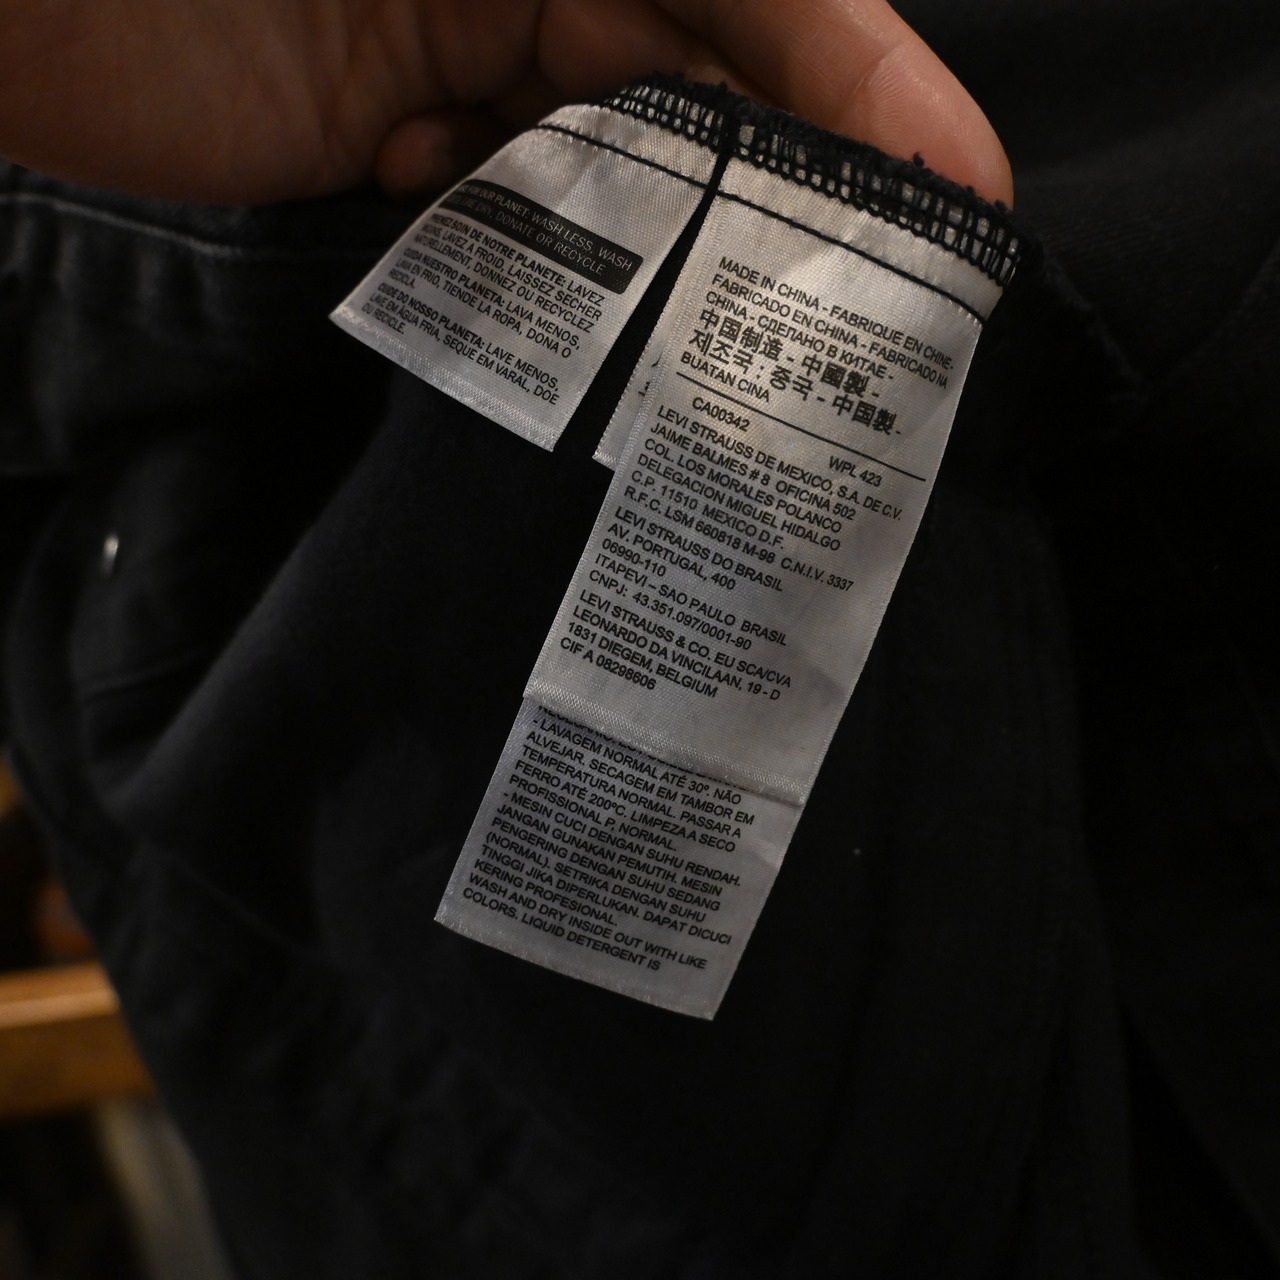 FOR OUR PLANET: WASH LESS, WASH
LINE DRY, DONATE OR RECYCLE.
PRENEZ SOIN DE NOTRE PLANETE: LAVEZ
MOINS, LAVEZ A FROID, LAISSEZ SECHER
NATURELLEMENT, DONNEZ OU RECYCLEZ
CUIDA NUESTRO PLANETA: LAVA MENOS,
LAVA EN FRIO, TIENDE LA ROPA, DONA O
RECICLA.
CUIDE DO NOSSO PLANETA: LAVE MENOS,
LAVE EM ÁGUA FRIA, SEQUE EM VARAL, DOE
OU RECYCLE.
MADE IN CHINA - FABRIQUE EN CHINE-
FABRICADO EN CHINA - FABRICADO NA
CHINA - СДЕЛАНО В КИТАЕ -
中国制造 - 中國製 -
제조국 : 중국 - 中国製 -
BUATAN CINA
CA00342 WPL 423
LEVI STRAUSS DE MEXICO, S.A. DE C.V.
JAIME BALMES # 8 OFICINA 502
COL. LOS MORALES POLANCO
DELEGACION MIGUEL HIDALGO
C.P. 11510 MEXICO D.F.
R.F.C. LSM 660818 M-98 C.N.I.V. 3337
LEVI STRAUSS DO BRASIL
AV. PORTUGAL, 400
06990-110
ITAPEVI – SAO PAULO BRASIL
CNPJ: 43.351.097/0001-90
LEVI STRAUSS & CO. EU SCA/CVA
LEONARDO DA VINCILAAN, 19 - D
1831 DIEGEM, BELGIUM
CIF A 08298606
- LAVAGEM NORMAL ATÉ 30º. NÃO
ALVEJAR. SECAGEM EM TAMBOR EM
TEMPERATURA NORMAL. PASSAR A
FERRO ATÉ 200ºC. LIMPEZA A SECO
PROFISSIONAL P, NORMAL.
- MESIN CUCI DENGAN SUHU RENDAH.
JANGAN GUNAKAN PEMUTIH. MESIN
PENGERING DENGAN SUHU SEDANG
(NORMAL). SETRIKA DENGAN SUHU
TINGGI JIKA DIPERLUKAN. DAPAT DICUCI
KERING PROFESIONAL.
WASH AND DRY INSIDE OUT WITH LIKE
COLORS. LIQUID DETERGENT IS